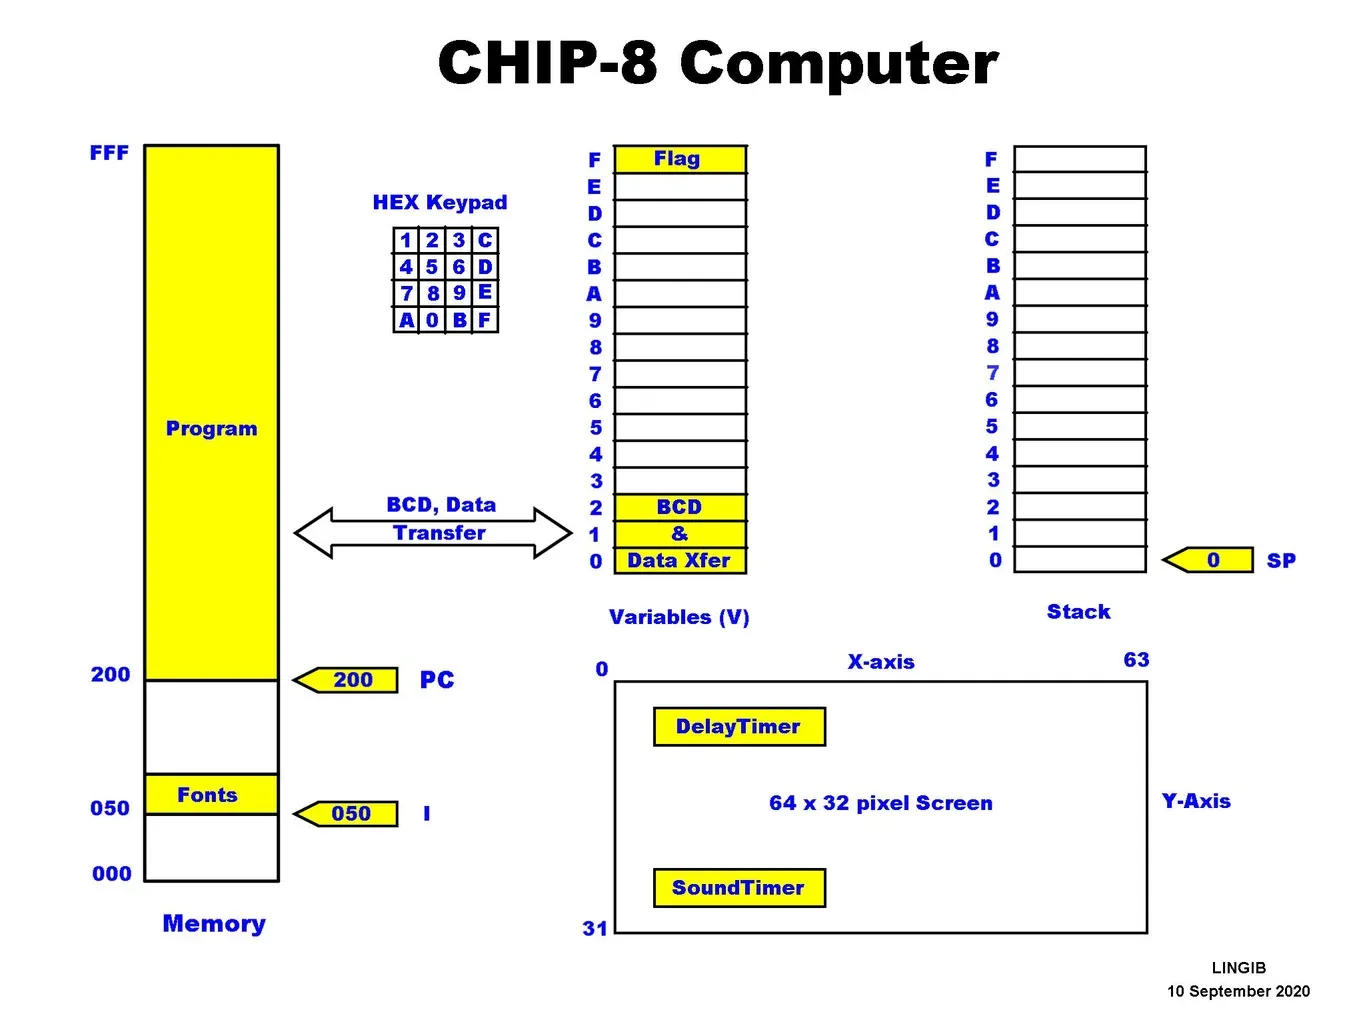 CHIP-8 Computer
FFF
Program
200
Fonts
050
000
Memory
HEX Keypad
1 2 3 C
4 5 6 D
7 8 9 E
A 0 B F
BCD, Data
Transfer
200 PC
050 I
F Flag
E
D
C
B
A
9
8
7
6
5
4
3
2 BCD
1 &
0 Data Xfer
Variables (V)
F
E
D
C
B
A
9
8
7
6
5
4
3
2
1
0
0 SP
Stack
0 X-axis 63
DelayTimer
64 x 32 pixel Screen
Y-Axis
SoundTimer
31
LINGIB
10 September 2020